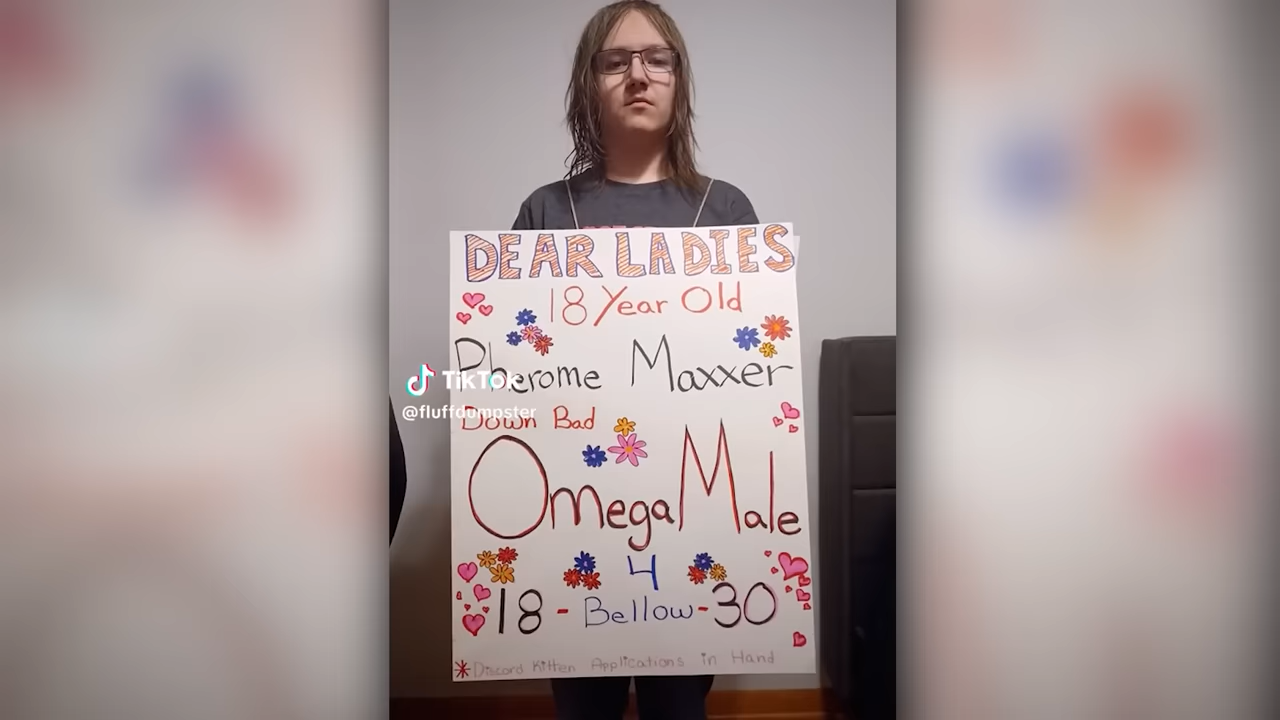 DEAR LADIES
18 Year Old
Pherome Maxxer
TikTok
@fluffdumpster
Down Bad
Omega Male
4
18 - Bellow - 30
* Discord Kitten Applications in Hand